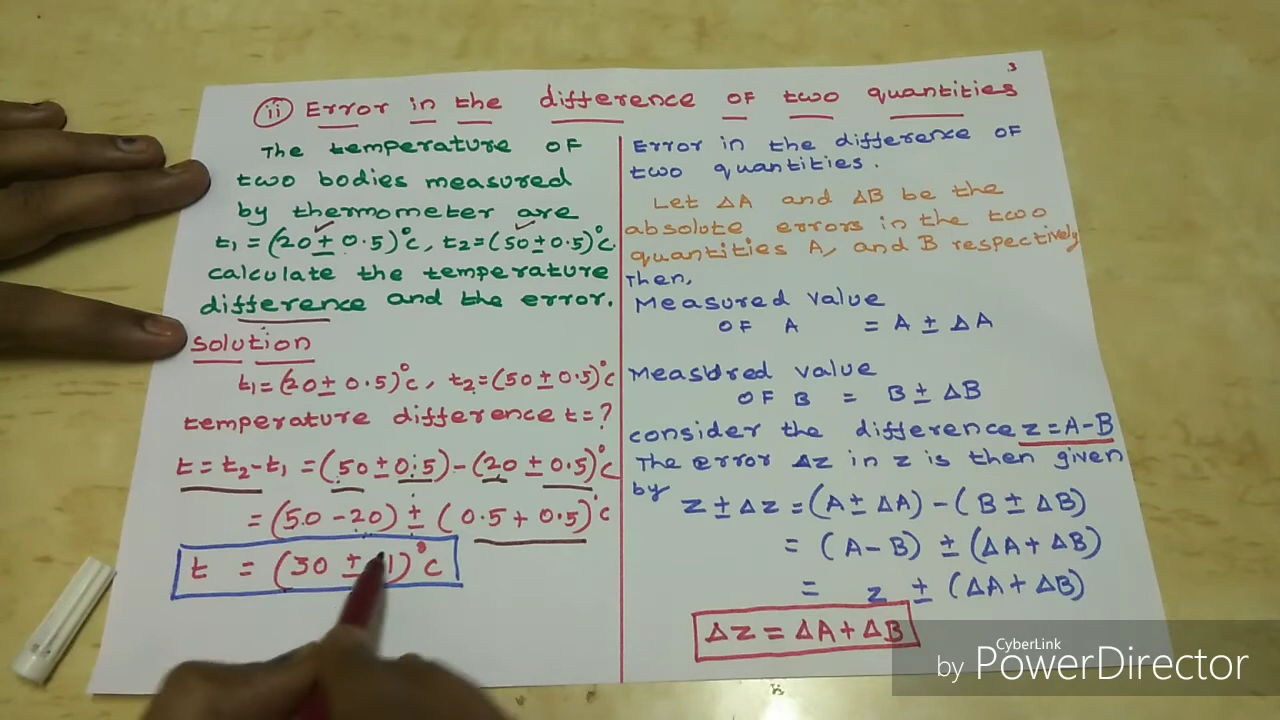 3
(ii) Error in the difference of two quantities
The temperature of
two bodies measured
by thermometer are
t₁ = (20 ± 0.5)°c, t₂ = (50 ± 0.5)°c.
calculate the temperature
difference and the error.
Solution
t₁ = (20 ± 0.5)°c, t₂ = (50 ± 0.5)°c
temperature difference t = ?
t = t₂ - t₁ = (50 ± 0.5) - (20 ± 0.5)°c
= (50 - 20) ± (0.5 + 0.5)°c
t = (30 ± 1)°c
Error in the difference of
two quantities.
Let ΔA and ΔB be the
absolute errors in the two
quantities A, and B respectively
Then,
Measured value
of A = A ± ΔA
Measured value
of B = B ± ΔB
consider the difference z = A - B
The error Δz in z is then given
by
z ± Δz = (A ± ΔA) - (B ± ΔB)
= (A - B) ± (ΔA + ΔB)
= z ± (ΔA + ΔB)
Δz = ΔA + ΔB
CyberLink
by PowerDirector